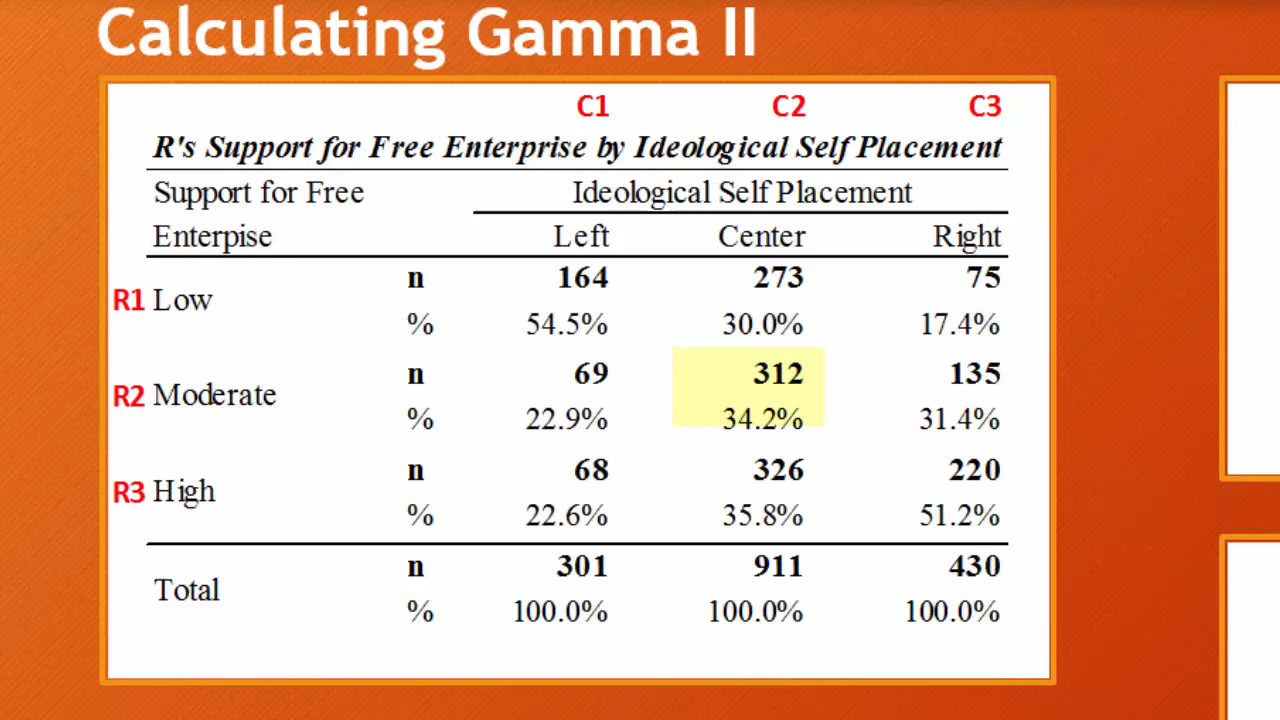 Calculating Gamma II
C1 C2 C3
R's Support for Free Enterprise by Ideological Self Placement
Support for Free Ideological Self Placement
Enterpise Left Center Right
n 164 273 75
R1 Low
% 54.5% 30.0% 17.4%
n 69 312 135
R2 Moderate
% 22.9% 34.2% 31.4%
n 68 326 220
R3 High
% 22.6% 35.8% 51.2%
n 301 911 430
Total
% 100.0% 100.0% 100.0%